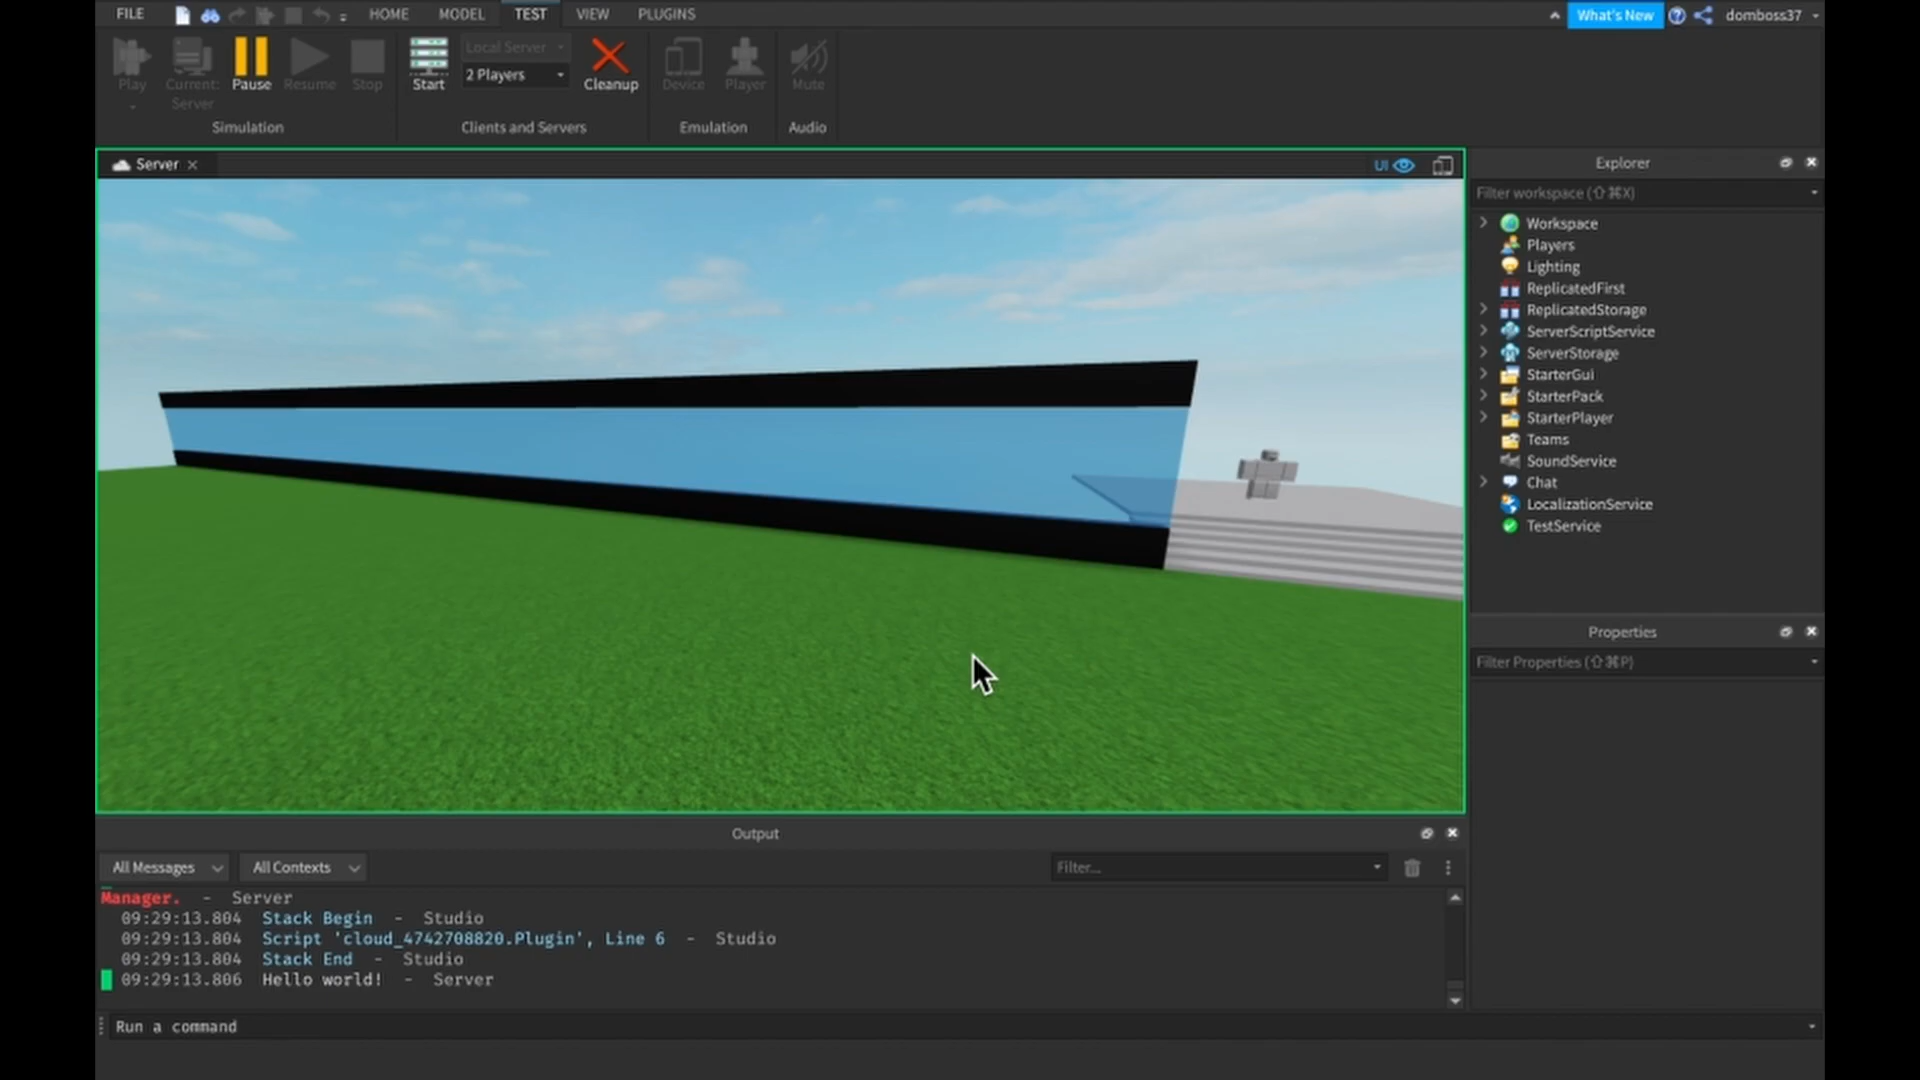 FILE HOME MODEL TEST VIEW PLUGINS What's New domboss37
Play Current: Server Pause Resume Stop Start Local Server 2 Players Cleanup Device Player Mute
Simulation Clients and Servers Emulation Audio
Server UI
Explorer
Filter workspace (⇧⌘X)
Workspace
Players
Lighting
ReplicatedFirst
ReplicatedStorage
ServerScriptService
ServerStorage
StarterGui
StarterPack
StarterPlayer
Teams
SoundService
Chat
LocalizationService
TestService
Properties
Filter Properties (⇧⌘P)
Output
All Messages All Contexts Filter...
Manager. - Server
09:29:13.804 Stack Begin - Studio
09:29:13.804 Script 'cloud_4742708820.Plugin', Line 6 - Studio
09:29:13.804 Stack End - Studio
09:29:13.806 Hello world! - Server
Run a command